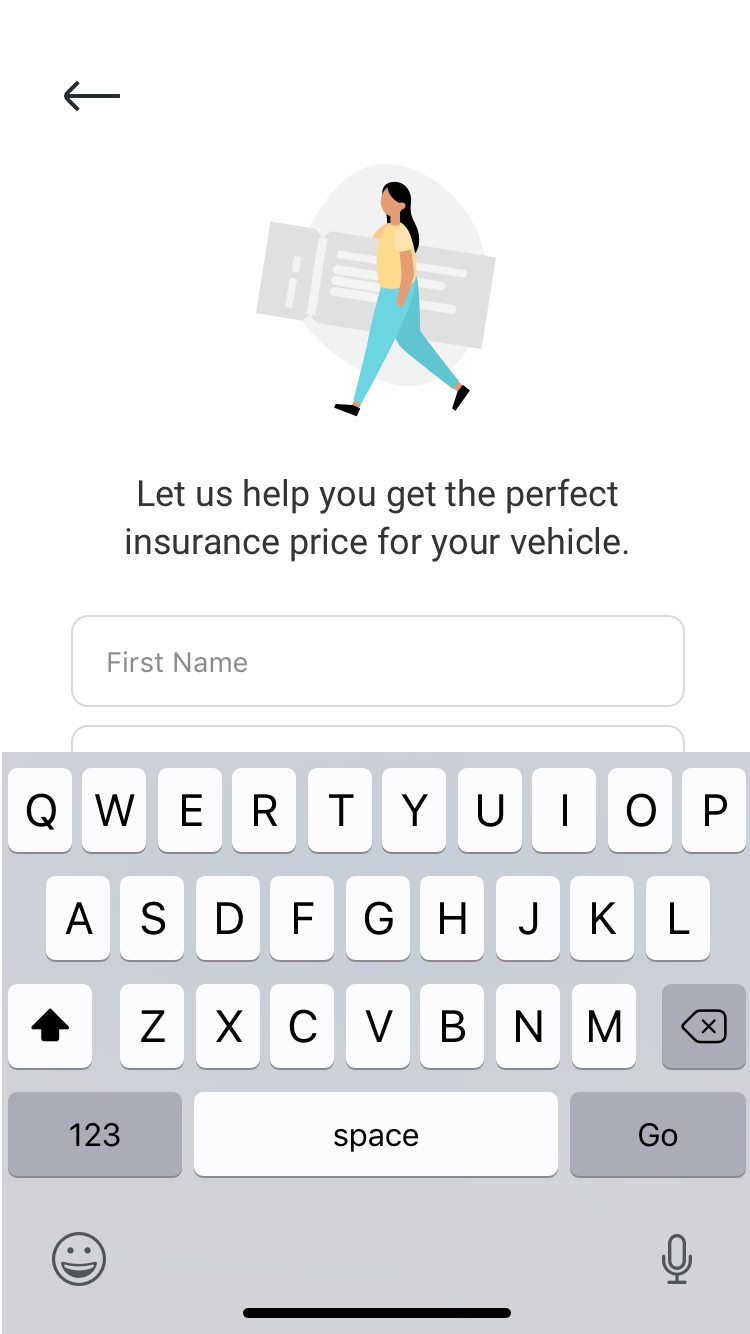 Let us help you get the perfect
insurance price for your vehicle.
First Name
Q W E R T Y U I O P
A S D F G H J K L
Z X C V B N M
123 space Go